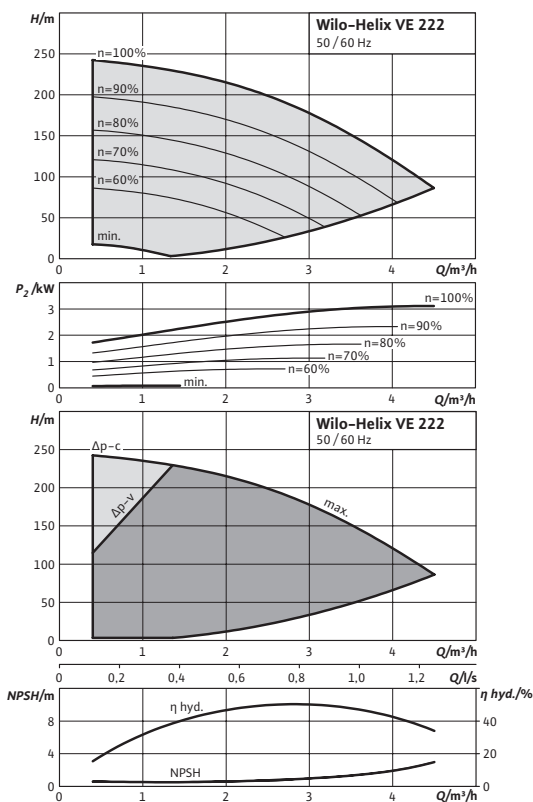 H/m
Wilo-Helix VE 222
50 / 60 Hz
250
n=100%
200
n=90%
150
n=80%
n=70%
100
n=60%
50
min.
0
0 1 2 3 4 Q/m³/h
P₂/kW
n=100%
3
n=90%
2
n=80%
1
n=70%
n=60%
0
min.
0 1 2 3 4 Q/m³/h
H/m
Wilo-Helix VE 222
50 / 60 Hz
250
Δp-c
200
Δp-v
max.
150
100
50
0
0 1 2 3 4 Q/m³/h
0 0,2 0,4 0,6 0,8 1,0 1,2 Q/l/s
NPSH/m
η hyd./%
η hyd.
8 40
4 20
NPSH
0 0
0 1 2 3 4 Q/m³/h